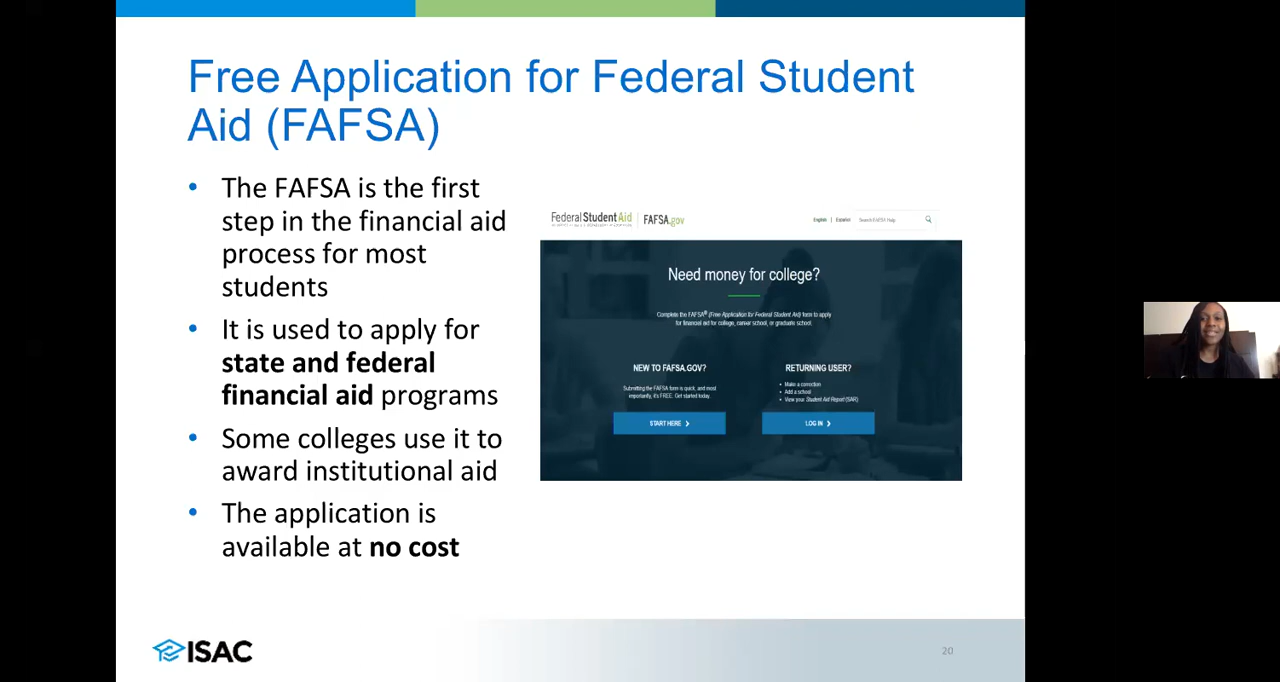 Free Application for Federal Student
Aid (FAFSA)
• The FAFSA is the first
step in the financial aid
process for most
students
• It is used to apply for
state and federal
financial aid programs
• Some colleges use it to
award institutional aid
• The application is
available at no cost
Federal Student Aid | FAFSA.gov
English | Español
Search FAFSA Help
Need money for college?
Complete the FAFSA® (Free Application for Federal Student Aid) form to apply
for financial aid for college, career school, or graduate school.
NEW TO FAFSA.GOV?
Submitting the FAFSA form is quick, and most
importantly, it's FREE. Get started today.
START HERE >
RETURNING USER?
• Make a correction
• Add a school
• View your Student Aid Report (SAR)
LOG IN >
ISAC
20